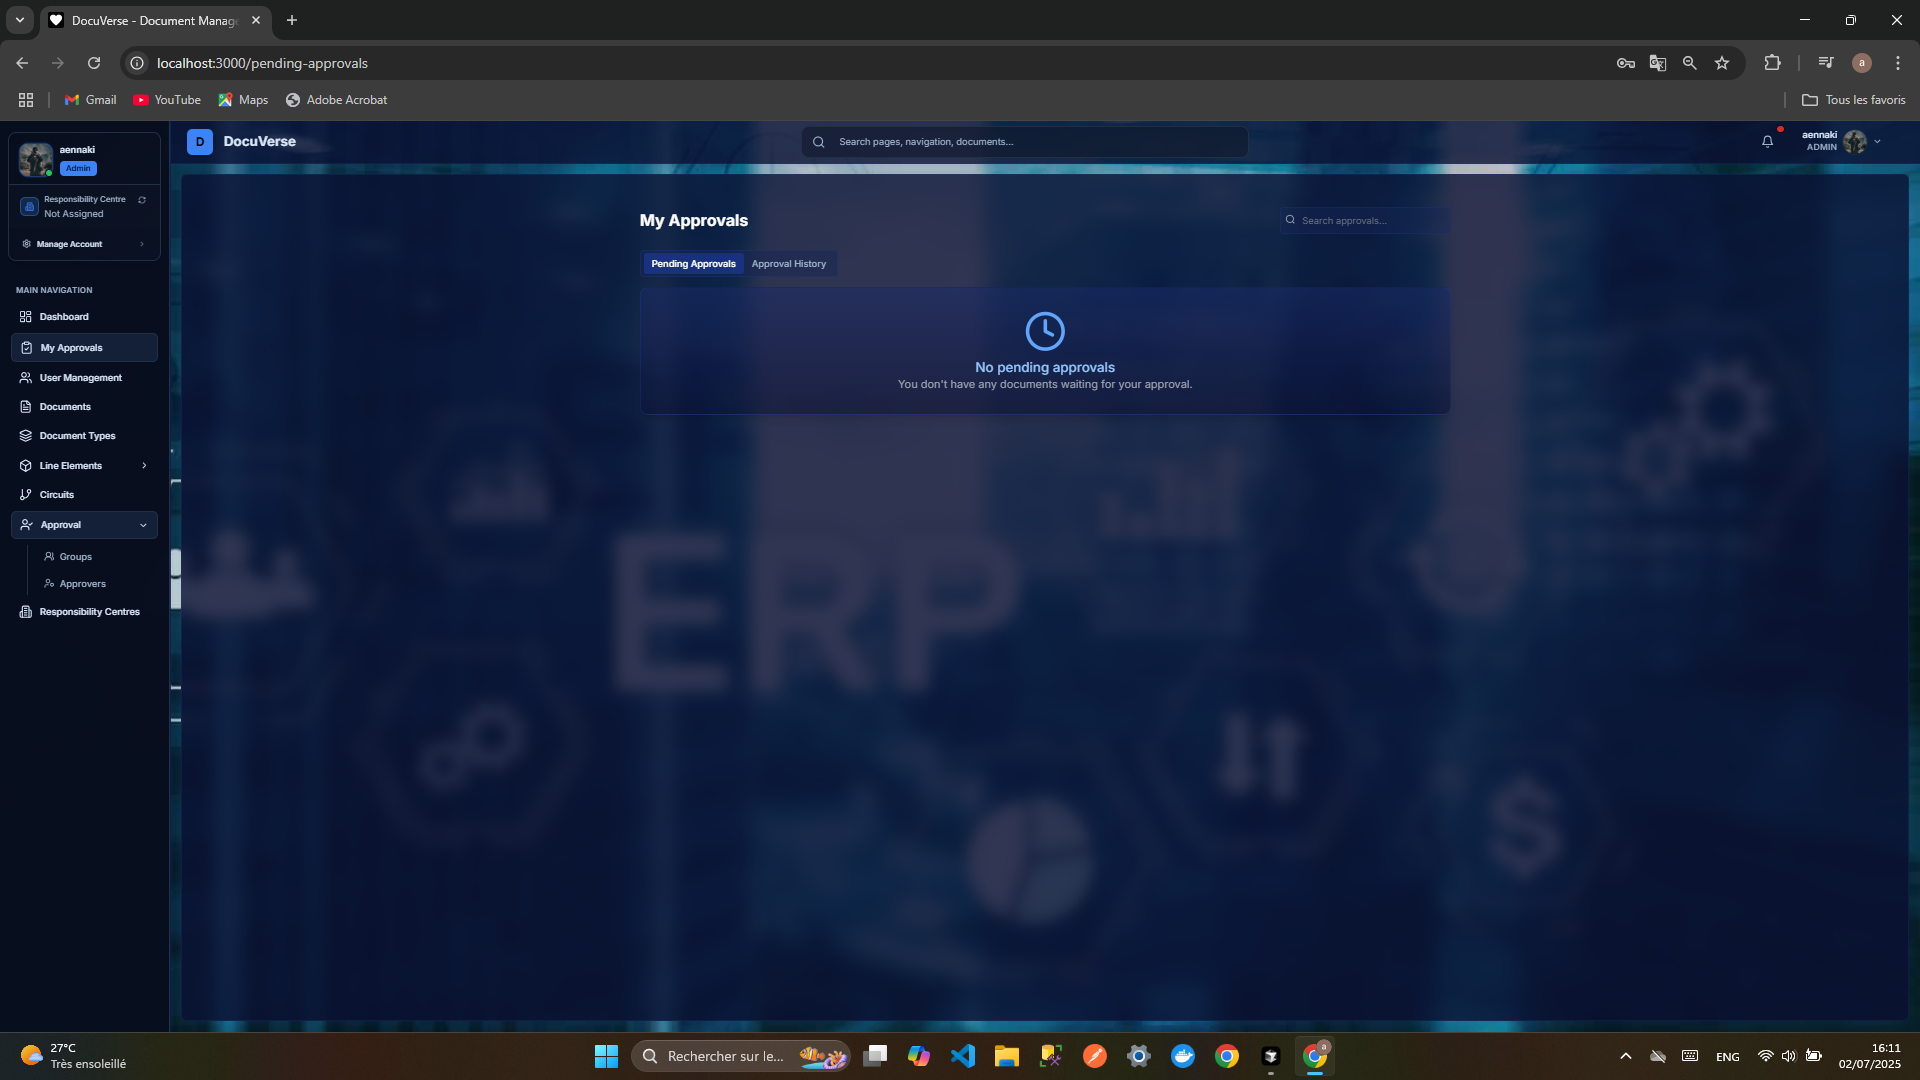 DocuVerse - Document Manage
localhost:3000/pending-approvals
a
Gmail
YouTube
Maps
Adobe Acrobat
Tous les favoris
aennaki
Admin
Responsibility Centre
Not Assigned
Manage Account
MAIN NAVIGATION
Dashboard
My Approvals
User Management
Documents
Document Types
Line Elements
Circuits
Approval
Groups
Approvers
Responsibility Centres
D
DocuVerse
Search pages, navigation, documents...
aennaki
ADMIN
My Approvals
Search approvals...
Pending Approvals
Approval History
No pending approvals
You don't have any documents waiting for your approval.
ERP
$
27°C
Très ensoleillé
Rechercher sur le...
a
ENG
16:11
02/07/2025